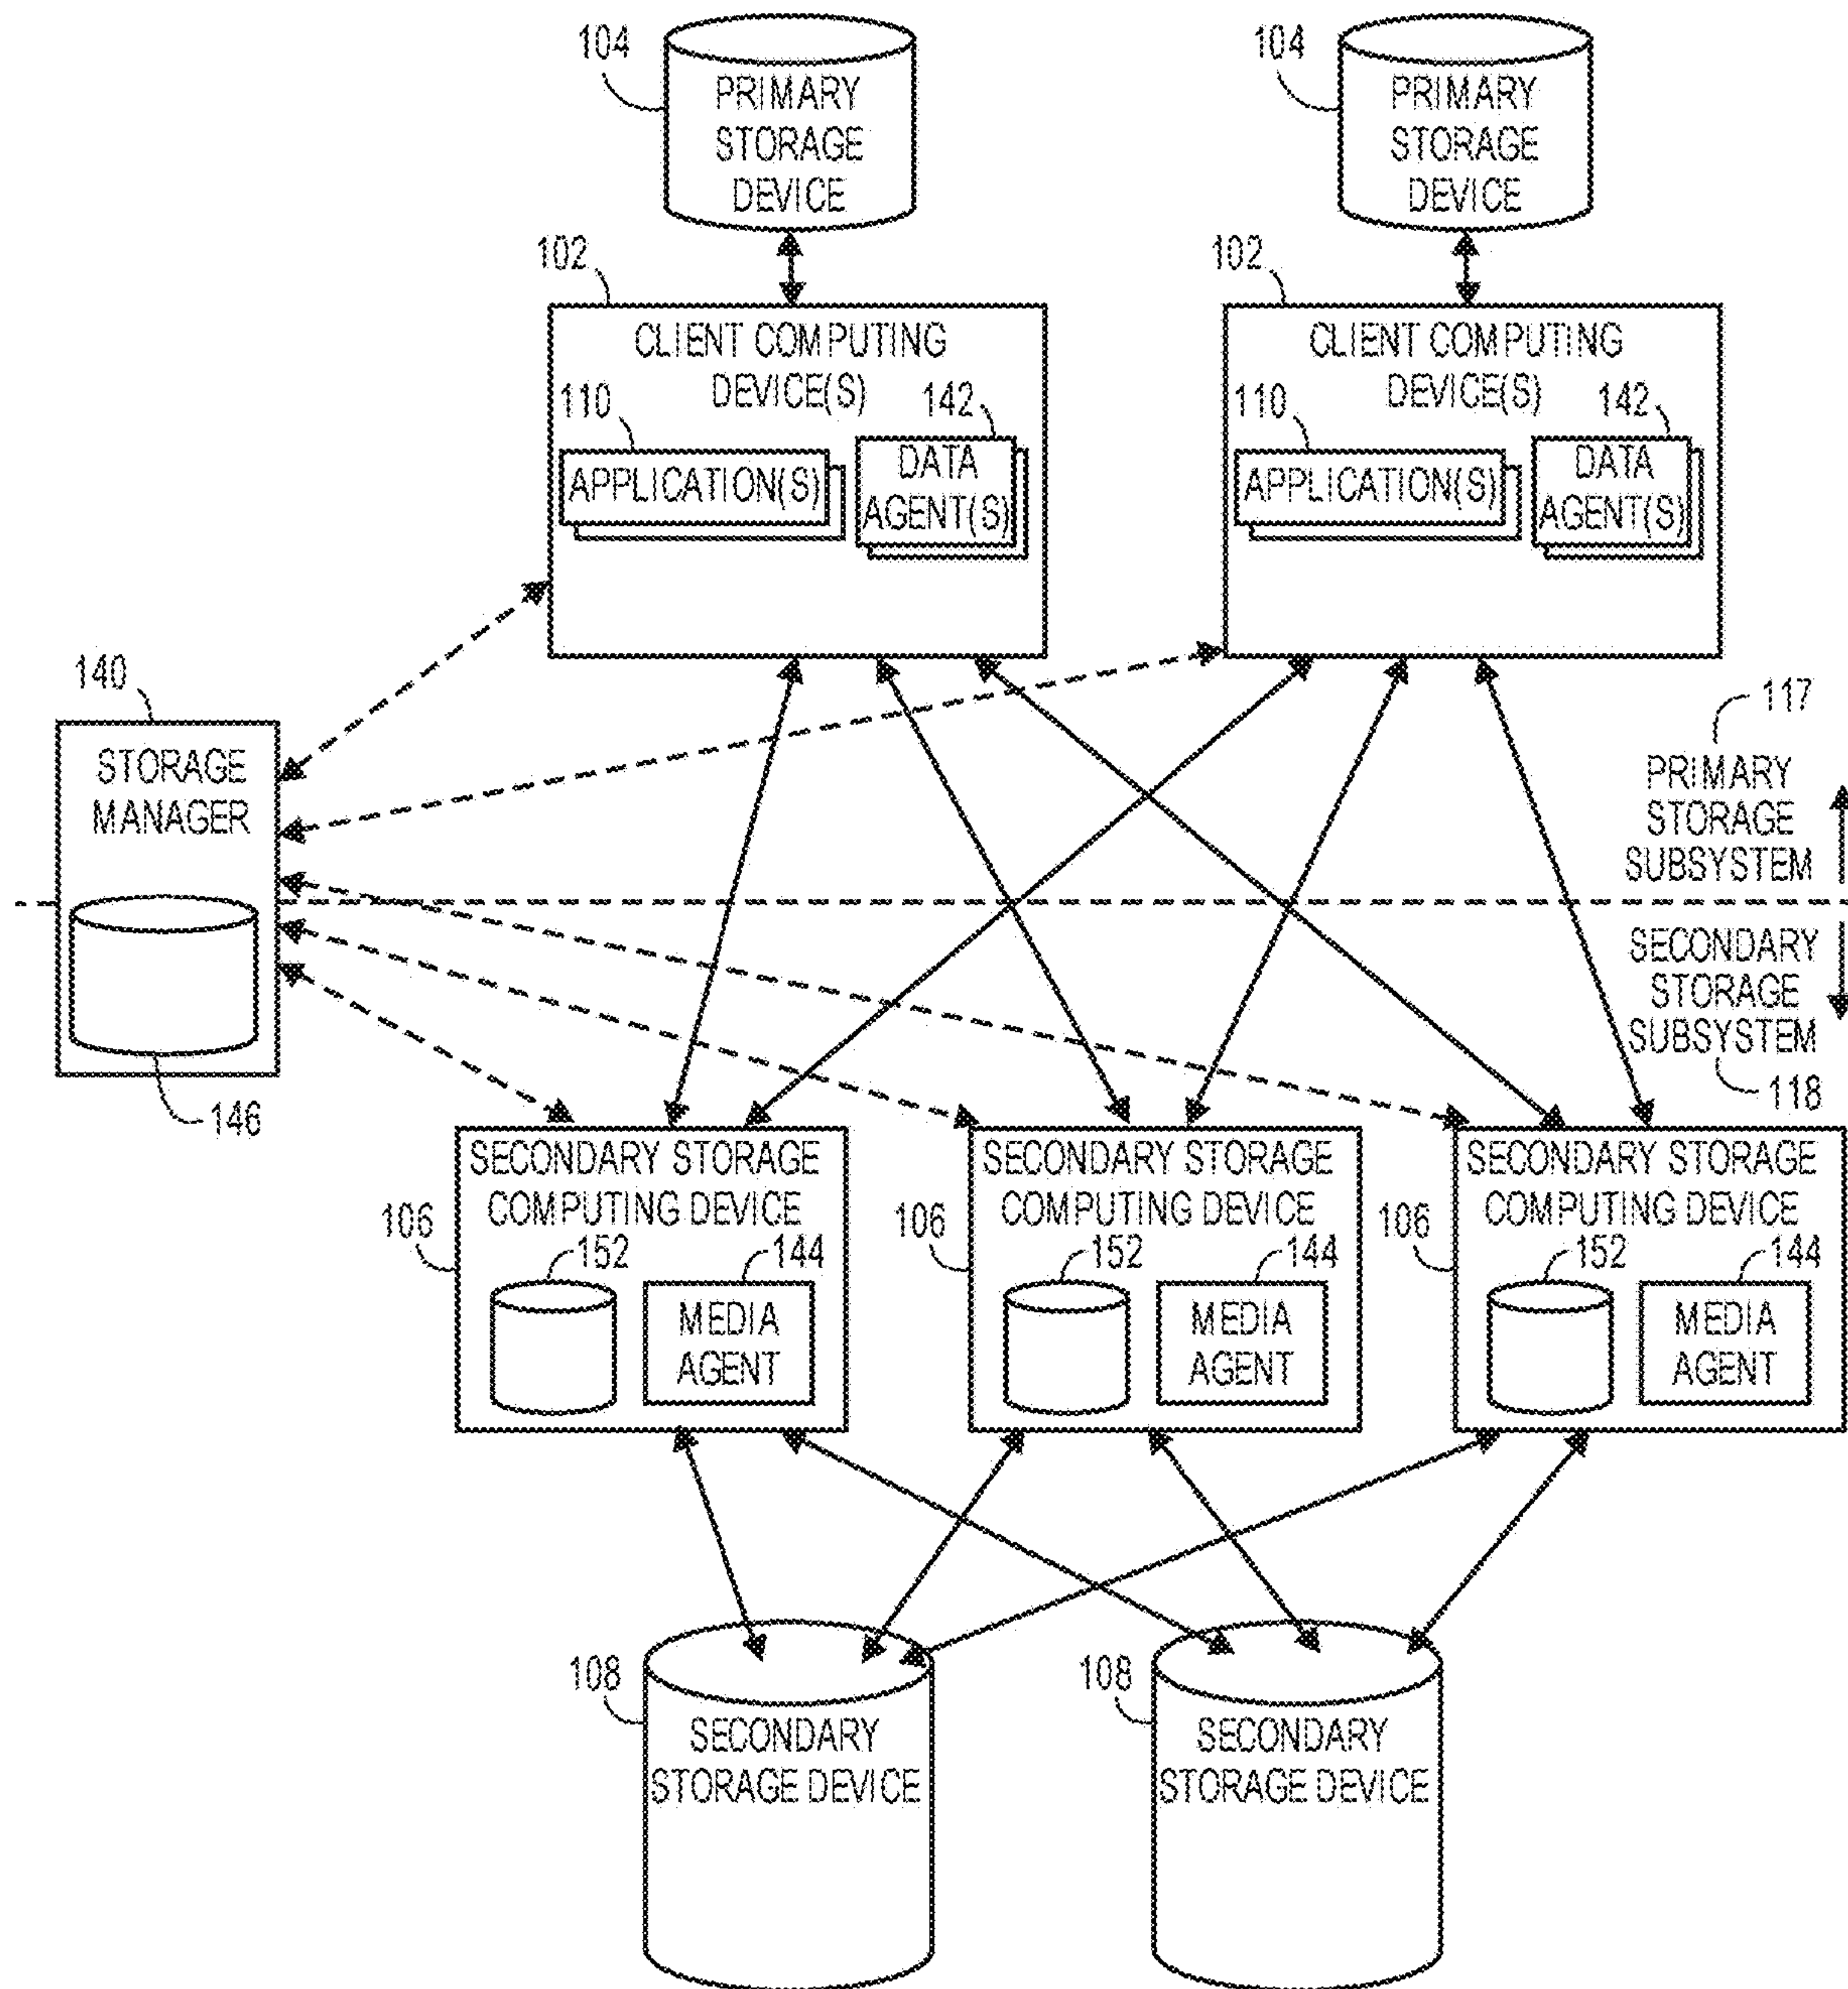 104
PRIMARY
STORAGE
DEVICE
104
PRIMARY
STORAGE
DEVICE
102
CLIENT COMPUTING
DEVICE(S)
110
142
APPLICATION(S)
DATA
AGENT(S)
102
CLIENT COMPUTING
DEVICE(S)
110
142
APPLICATION(S)
DATA
AGENT(S)
140
STORAGE
MANAGER
146
117
PRIMARY
STORAGE
SUBSYSTEM
SECONDARY
STORAGE
SUBSYSTEM
118
106
SECONDARY STORAGE
COMPUTING DEVICE
152
144
MEDIA
AGENT
106
SECONDARY STORAGE
COMPUTING DEVICE
152
144
MEDIA
AGENT
106
SECONDARY STORAGE
COMPUTING DEVICE
152
144
MEDIA
AGENT
108
SECONDARY
STORAGE DEVICE
108
SECONDARY
STORAGE DEVICE